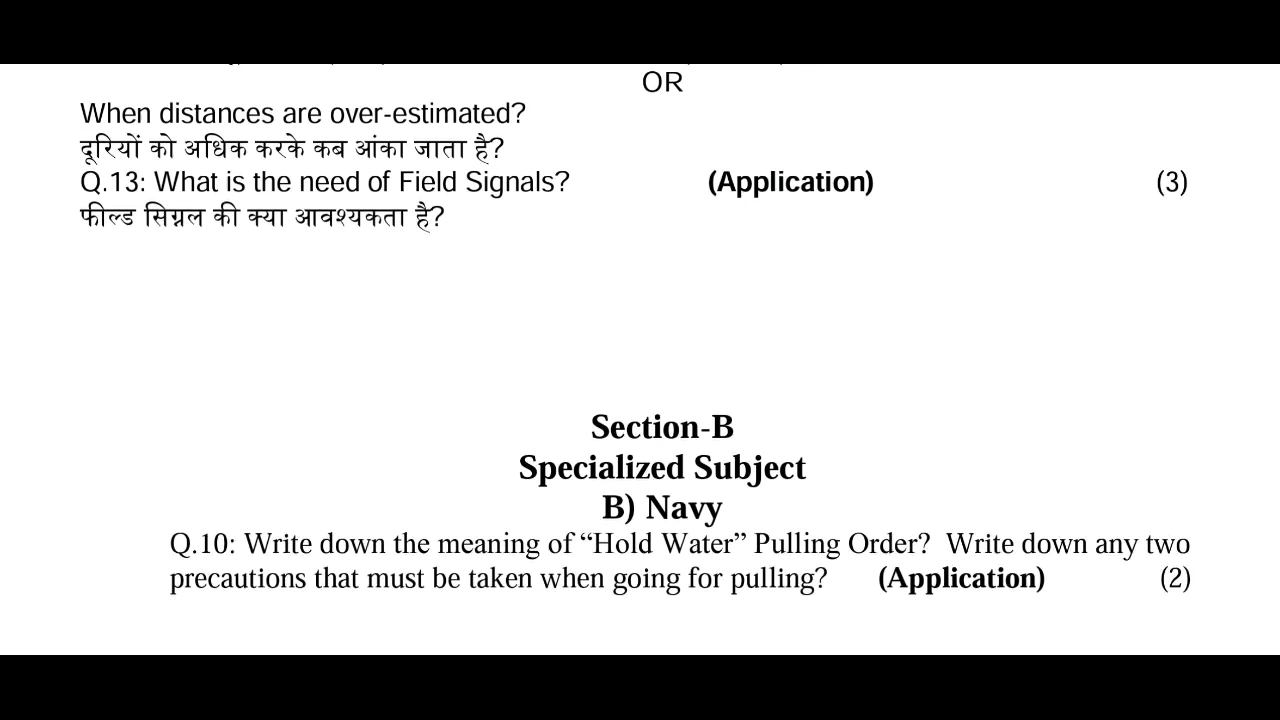 OR
When distances are over-estimated?
दूरियों को अधिक करके कब आंका जाता है?
Q.13: What is the need of Field Signals? (Application) (3)
फील्ड सिग्नल की क्या आवश्यकता है?
Section-B
Specialized Subject
B) Navy
Q.10: Write down the meaning of “Hold Water” Pulling Order? Write down any two
precautions that must be taken when going for pulling? (Application) (2)